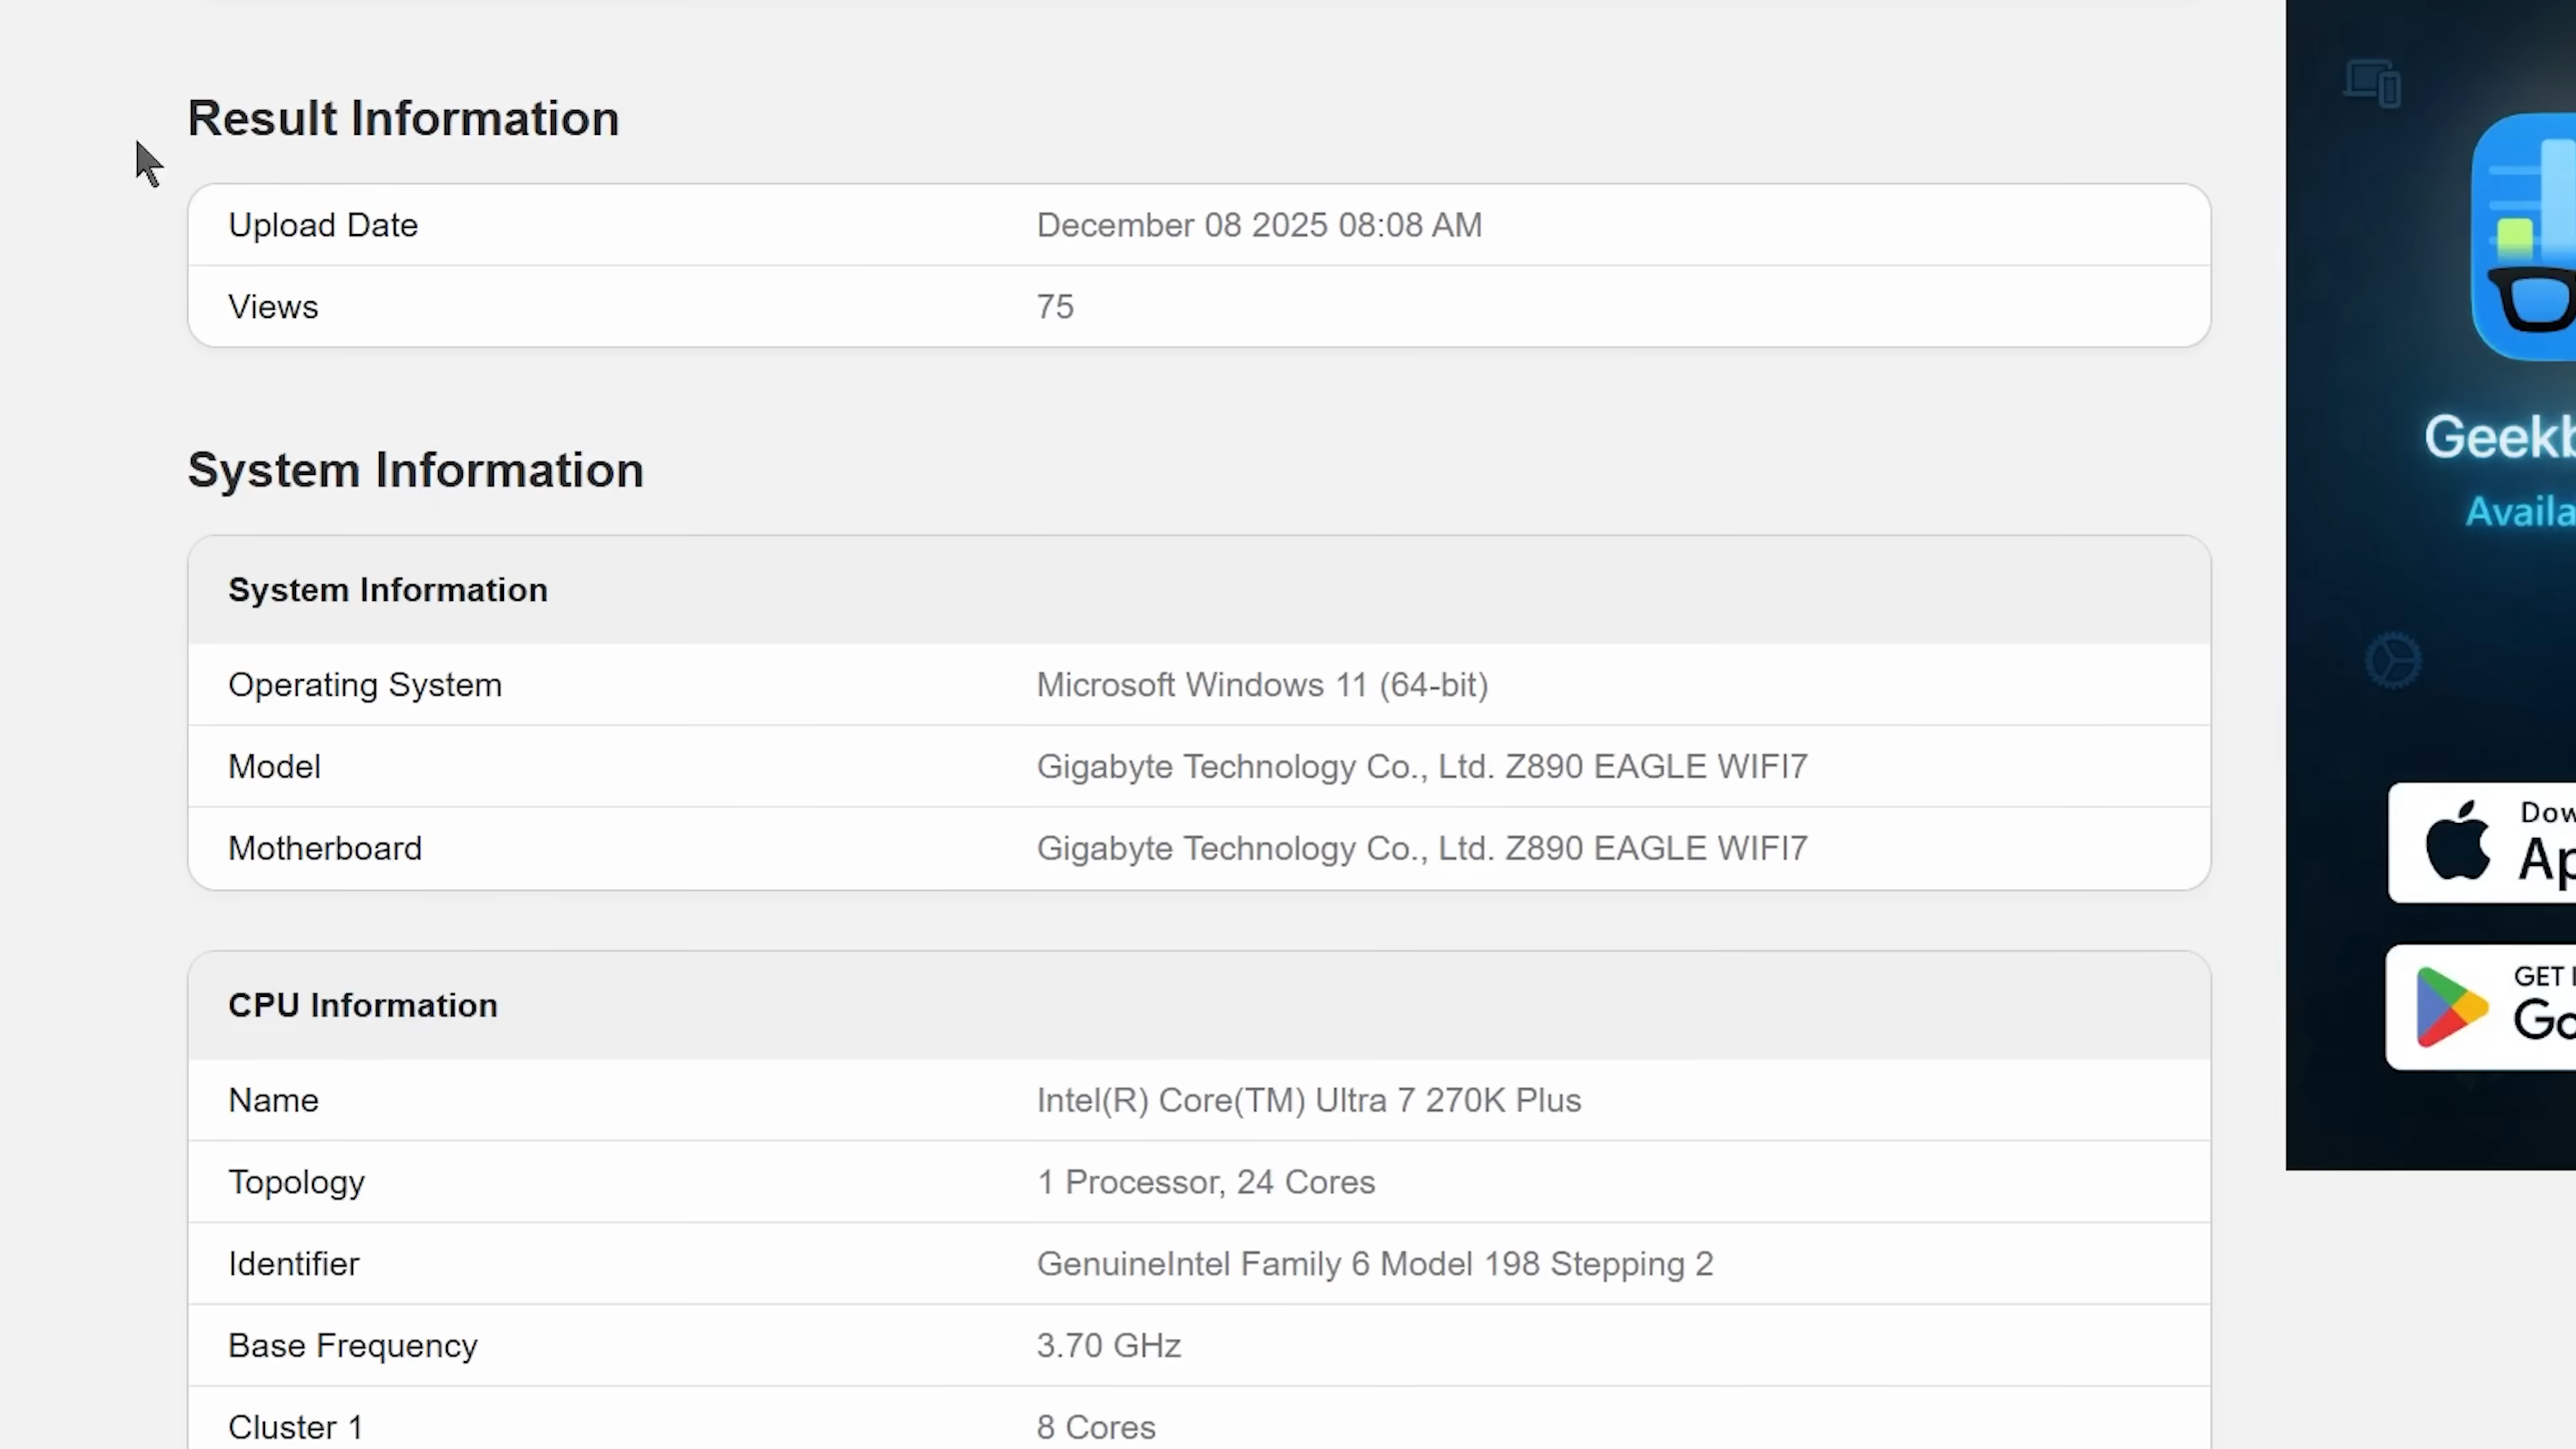 Result Information
Upload Date December 08 2025 08:08 AM
Views 75
System Information
System Information
Operating System Microsoft Windows 11 (64-bit)
Model Gigabyte Technology Co., Ltd. Z890 EAGLE WIFI7
Motherboard Gigabyte Technology Co., Ltd. Z890 EAGLE WIFI7
CPU Information
Name Intel(R) Core(TM) Ultra 7 270K Plus
Topology 1 Processor, 24 Cores
Identifier GenuineIntel Family 6 Model 198 Stepping 2
Base Frequency 3.70 GHz
Cluster 1 8 Cores
GET